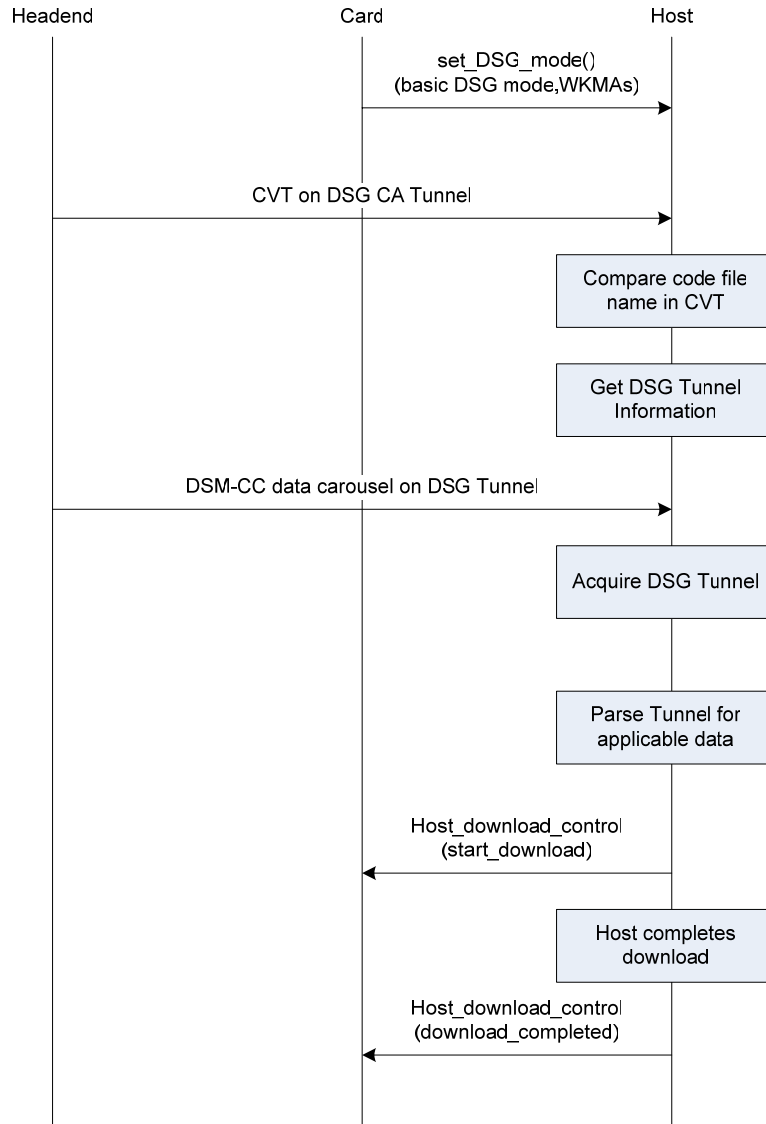 Headend
Card
Host
set_DSG_mode()
(basic DSG mode,WKMAs)
CVT on DSG CA Tunnel
Compare code file
name in CVT
Get DSG Tunnel
Information
DSM-CC data carousel on DSG Tunnel
Acquire DSG Tunnel
Parse Tunnel for
applicable data
Host_download_control
(start_download)
Host completes
download
Host_download_control
(download_completed)